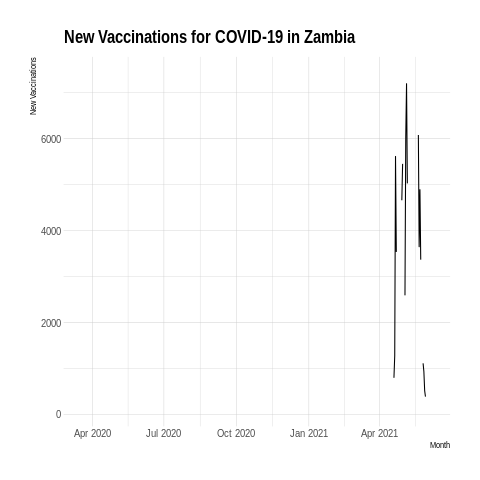 New Vaccinations for COVID-19 in Zambia
New Vaccinations
6000
4000
2000
0
Apr 2020 Jul 2020 Oct 2020 Jan 2021 Apr 2021
Month